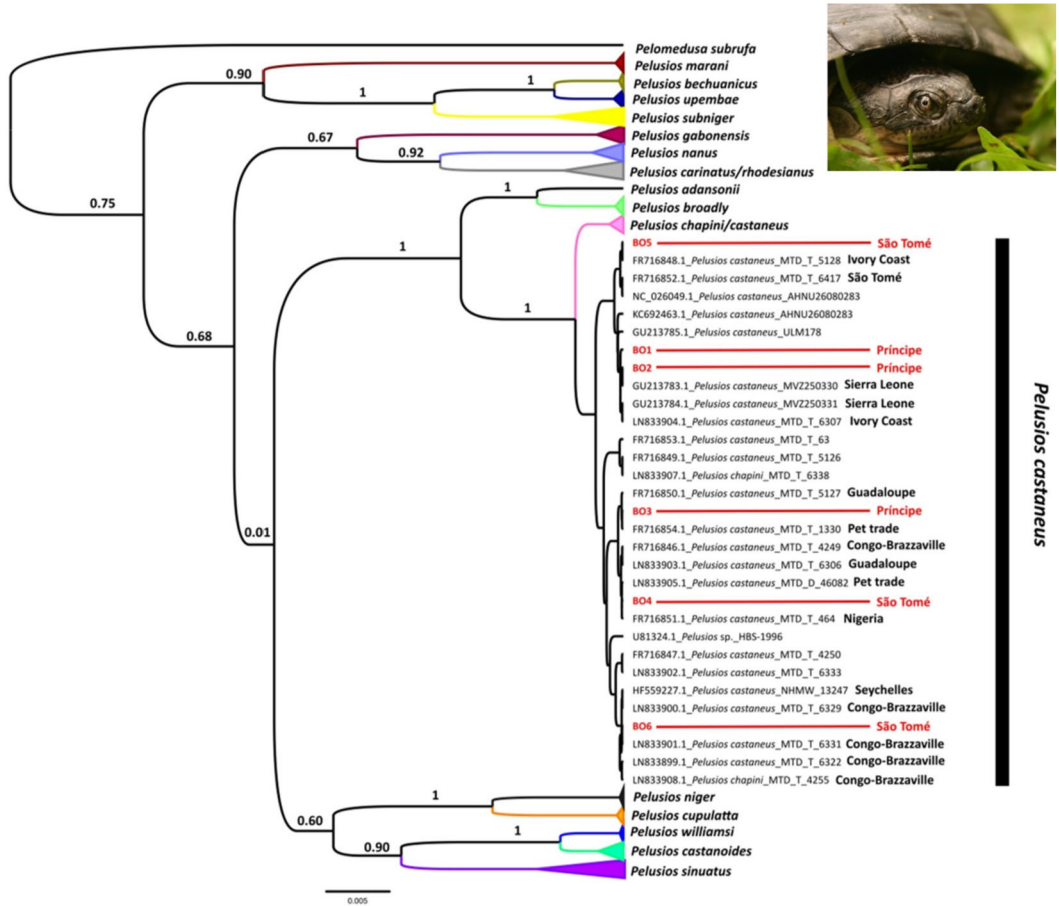 Pelomedusa subrufa
0.90
Pelusios marani
1
1
Pelusios bechuanicus
Pelusios upembae
Pelusios subniger
0.67
Pelusios gabonensis
0.92
Pelusios nanus
Pelusios carinatus/rhodesianus
0.75
1
Pelusios adansonii
Pelusios broadly
Pelusios chapini/castaneus
1
BO5 São Tomé
FR716848.1_Pelusios castaneus_MTD_T_5128 Ivory Coast
FR716852.1_Pelusios castaneus_MTD_T_6417 São Tomé
NC_026049.1_Pelusios castaneus_AHNU26080283
1
KC692463.1_Pelusios castaneus_AHNU26080283
GU213785.1_Pelusios castaneus_ULM178
0.68
BO1 Príncipe
BO2 Príncipe
GU213783.1_Pelusios castaneus_MVZ250330 Sierra Leone
GU213784.1_Pelusios castaneus_MVZ250331 Sierra Leone
LN833904.1_Pelusios castaneus_MTD_T_6307 Ivory Coast
FR716853.1_Pelusios castaneus_MTD_T_63
FR716849.1_Pelusios castaneus_MTD_T_5126
LN833907.1_Pelusios chapini_MTD_T_6338
FR716850.1_Pelusios castaneus_MTD_T_5127 Guadaloupe
BO3 Príncipe
FR716854.1_Pelusios castaneus_MTD_T_1330 Pet trade
0.01
FR716846.1_Pelusios castaneus_MTD_T_4249 Congo-Brazzaville
LN833903.1_Pelusios castaneus_MTD_T_6306 Guadaloupe
LN833905.1_Pelusios castaneus_MTD_D_46082 Pet trade
BO4 São Tomé
FR716851.1_Pelusios castaneus_MTD_T_464 Nigeria
U81324.1_Pelusios sp._HBS-1996
FR716847.1_Pelusios castaneus_MTD_T_4250
LN833902.1_Pelusios castaneus_MTD_T_6333
HF559227.1_Pelusios castaneus_NHMW_13247 Seychelles
LN833900.1_Pelusios castaneus_MTD_T_6329 Congo-Brazzaville
BO6 São Tomé
LN833901.1_Pelusios castaneus_MTD_T_6331 Congo-Brazzaville
LN833899.1_Pelusios castaneus_MTD_T_6322 Congo-Brazzaville
LN833908.1_Pelusios chapini_MTD_T_4255 Congo-Brazzaville
Pelusios castaneus
1
Pelusios niger
Pelusios cupulatta
0.60
1
Pelusios williamsi
0.90
Pelusios castanoides
Pelusios sinuatus
0.005